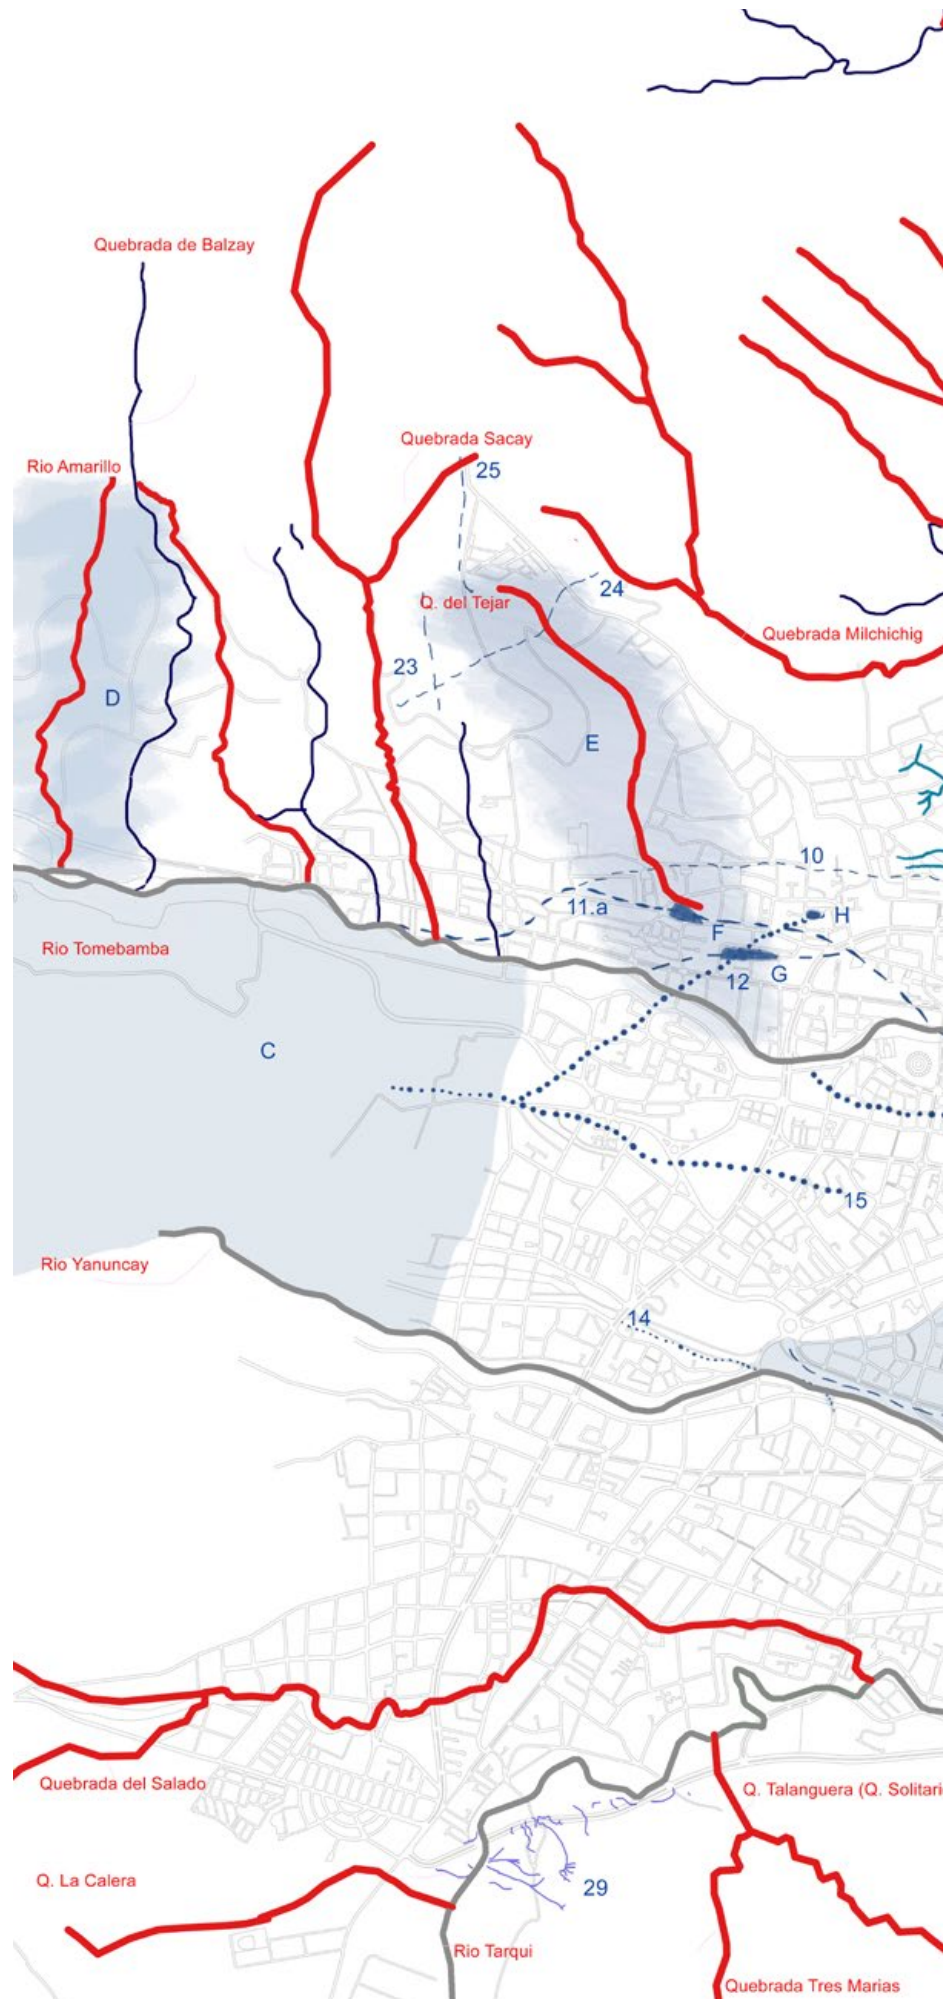 Quebrada de Balzay
Quebrada Sacay
Rio Amarillo
25
24
Q. del Tejar
Quebrada Milchichig
23
D
E
10
11.a
H
F
Rio Tomebamba
12
G
C
15
Rio Yanuncay
14
Quebrada del Salado
Q. Talanguera (Q. Solitari
Q. La Calera
29
Rio Tarqui
Quebrada Tres Marias